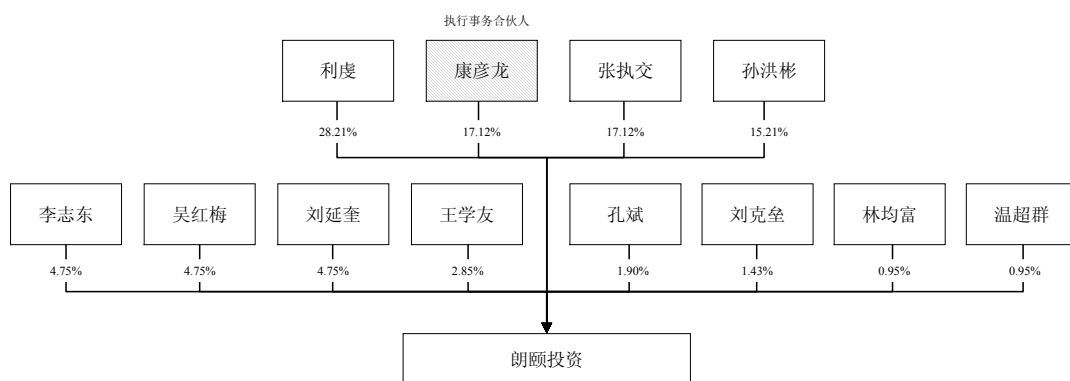 执行事务合伙人
利虔
康彦龙
张执交
孙洪彬
28.21%
17.12%
17.12%
15.21%
李志东
吴红梅
刘延奎
王学友
孔斌
刘克垒
林均富
温超群
4.75%
4.75%
4.75%
2.85%
1.90%
1.43%
0.95%
0.95%
朗颐投资